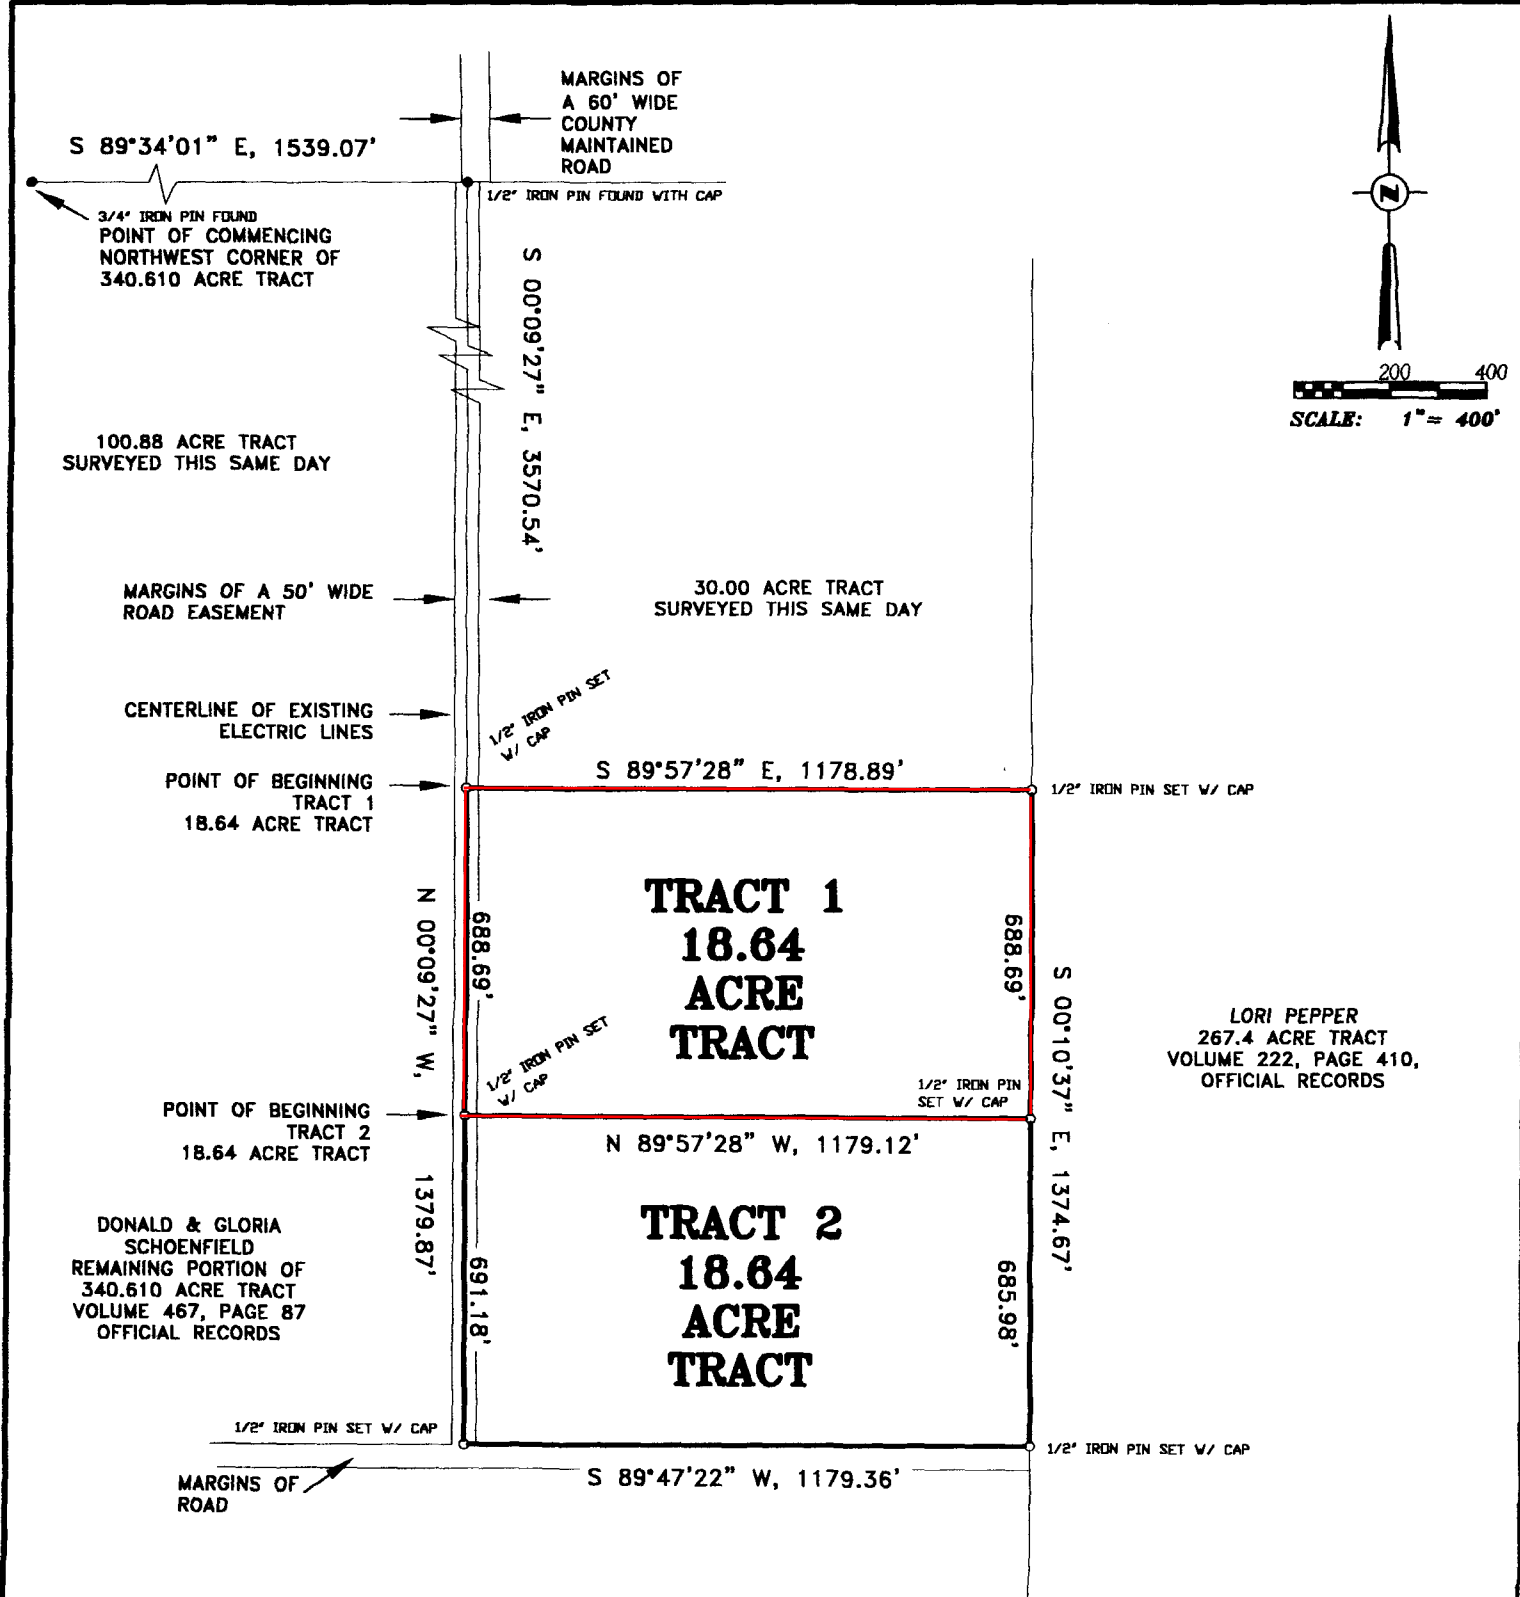 MARGINS OF
A 60' WIDE
COUNTY
MAINTAINED
ROAD
S 89°34'01" E, 1539.07'
1/2" IRON PIN FOUND WITH CAP
3/4" IRON PIN FOUND
POINT OF COMMENCING
NORTHWEST CORNER OF
340.610 ACRE TRACT
Z
200 400
SCALE: 1"= 400'
S 00°09'27" E, 3570.54'
100.88 ACRE TRACT
SURVEYED THIS SAME DAY
MARGINS OF A 50' WIDE
ROAD EASEMENT
30.00 ACRE TRACT
SURVEYED THIS SAME DAY
CENTERLINE OF EXISTING
ELECTRIC LINES
1/2" IRON PIN SET
W/ CAP
S 89°57'28" E, 1178.89'
POINT OF BEGINNING
TRACT 1
18.64 ACRE TRACT
1/2" IRON PIN SET W/ CAP
N 00°09'27" W, 1379.87'
688.69'
TRACT 1
18.64
ACRE
TRACT
688.69'
S 00°10'37" E, 1374.67'
LORI PEPPER
267.4 ACRE TRACT
VOLUME 222, PAGE 410,
OFFICIAL RECORDS
1/2" IRON PIN SET
W/ CAP
1/2" IRON PIN
SET W/ CAP
POINT OF BEGINNING
TRACT 2
18.64 ACRE TRACT
N 89°57'28" W, 1179.12'
691.18'
TRACT 2
18.64
ACRE
TRACT
685.98'
DONALD & GLORIA
SCHOENFIELD
REMAINING PORTION OF
340.610 ACRE TRACT
VOLUME 467, PAGE 87
OFFICIAL RECORDS
1/2" IRON PIN SET W/ CAP
1/2" IRON PIN SET W/ CAP
MARGINS OF
ROAD
S 89°47'22" W, 1179.36'